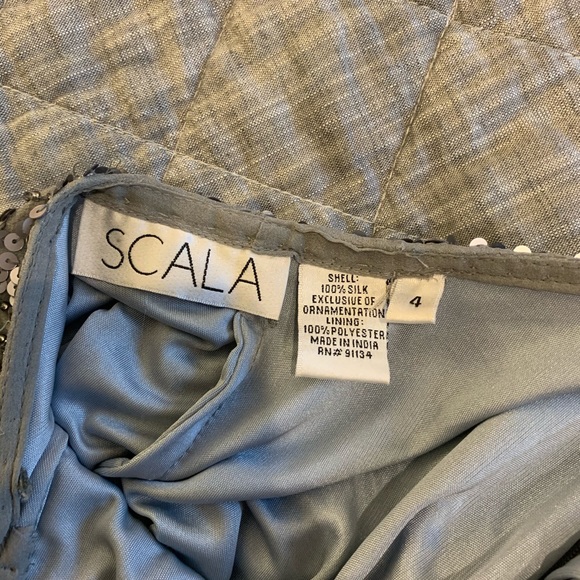 SCALA
SHELL:
100% SILK
EXCLUSIVE OF
ORNAMENTATION
LINING:
100% POLYESTER
MADE IN INDIA
RN# 91134
4